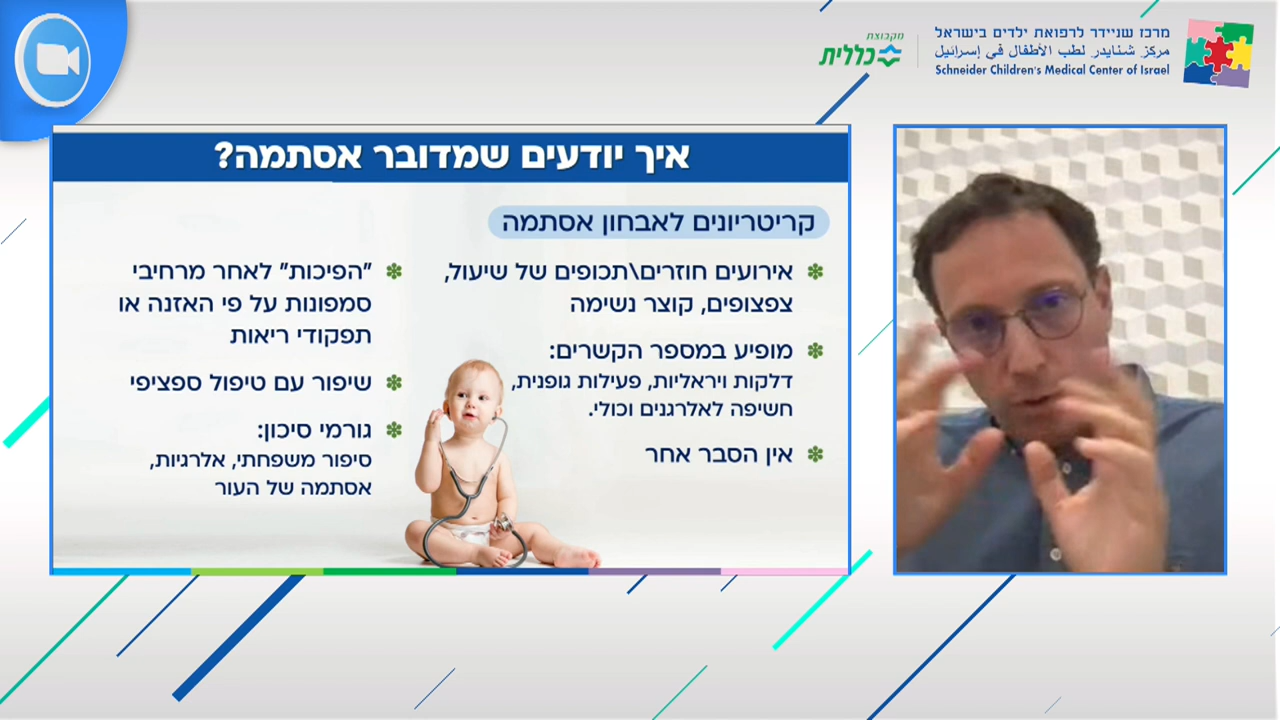 מרכז שניידר לרפואת ילדים בישראל
مركز شنايدر لطب الأطفال في إسرائيل
Schneider Children's Medical Center of Israel
מקבוצת
כללית
איך יודעים שמדובר אסתמה?
קריטריונים לאבחון אסתמה
אירועים חוזרים\תכופים של שיעול,
צפצופים, קוצר נשימה
מופיע במספר הקשרים:
דלקות ויראליות, פעילות גופנית,
חשיפה לאלרגנים וכולי.
אין הסבר אחר
"הפיכות" לאחר מרחיבי
סמפונות על פי האזנה או
תפקודי ריאות
שיפור עם טיפול ספציפי
גורמי סיכון:
סיפור משפחתי, אלרגיות,
אסתמה של העור